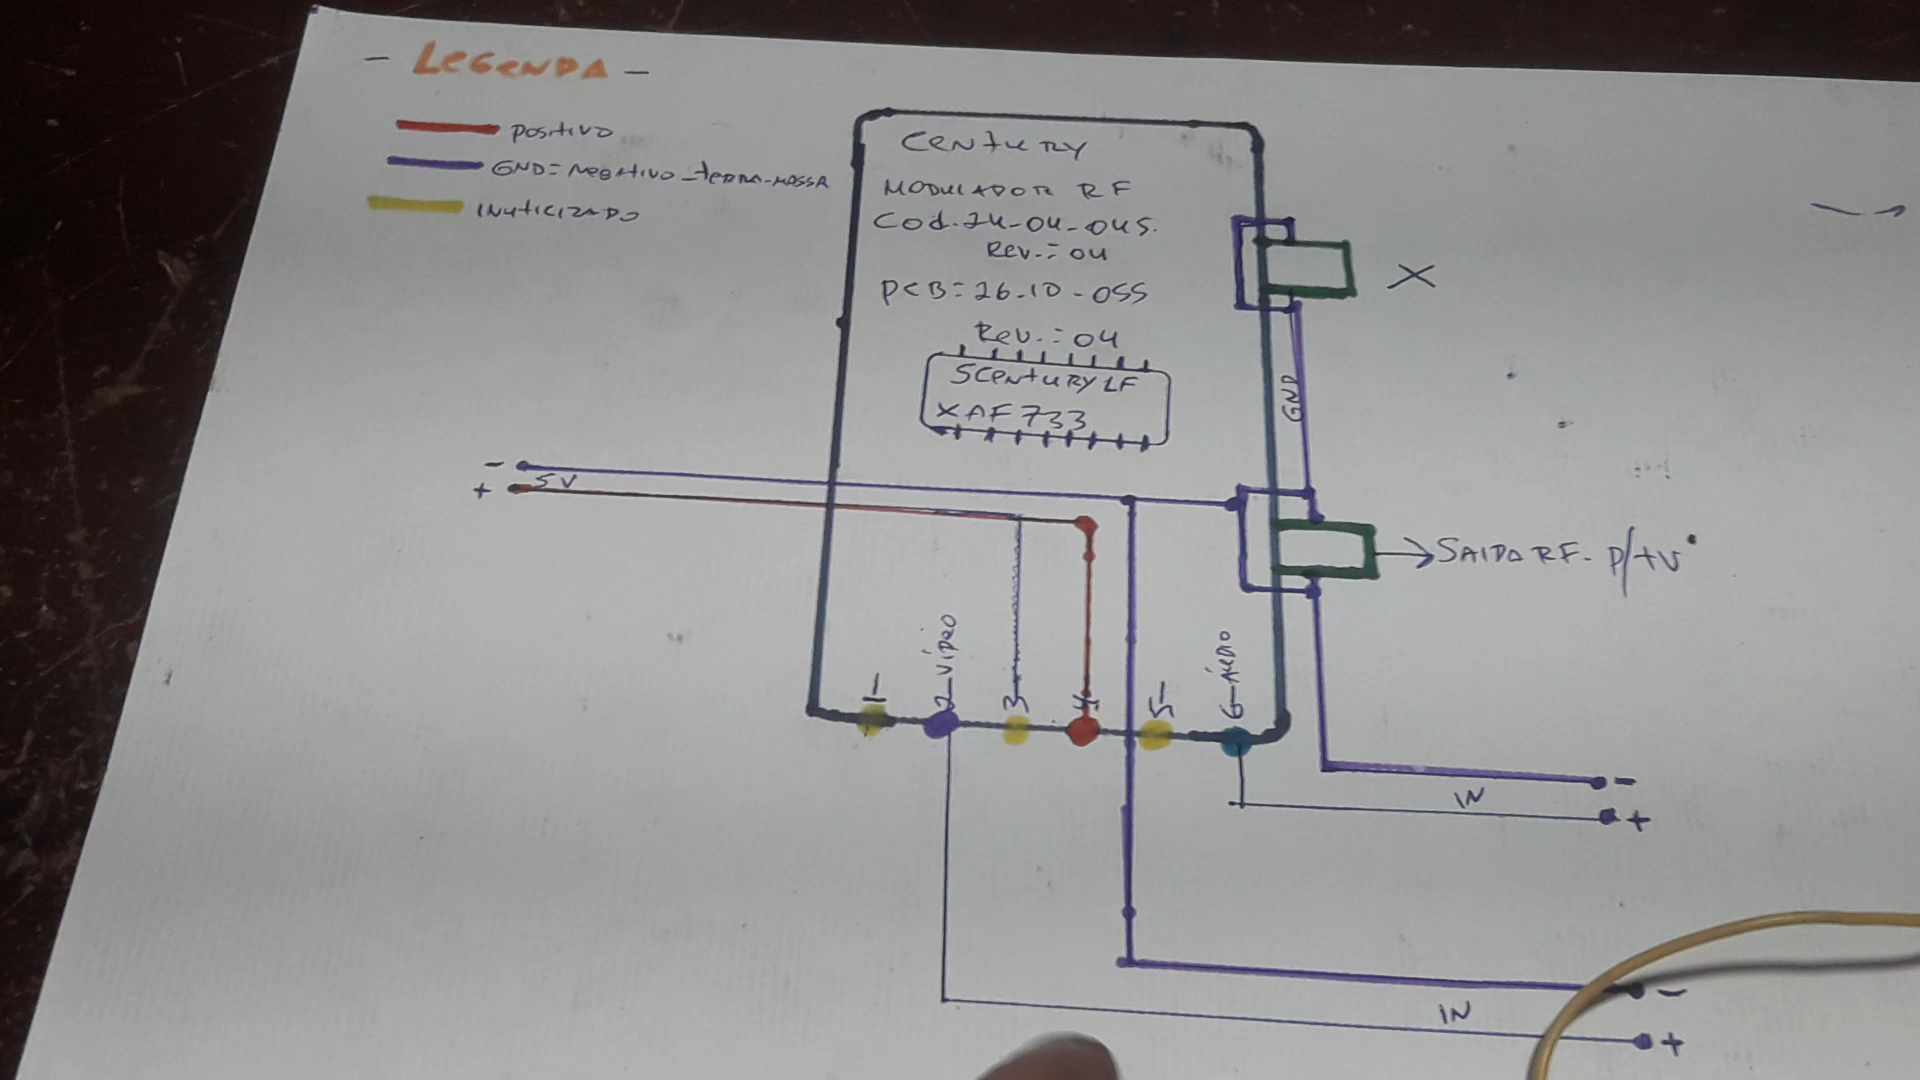 - LEGENDA -
POSITIVO
GND = NEGATIVO - TERRA - MASSA
INUTILIZADO
CENTURY
MODULADOR RF
Cod. 24-04-045.
Rev.: 04
PCB = 26-10-055
Rev.: 04
SCENTURY LF
XAF733
X
GND
-
+
5V
SAIDA RF. P/TV
1-
2-VÍDEO
3
4
5-
6-ÁUDIO
-
IN
+
-
IN
+